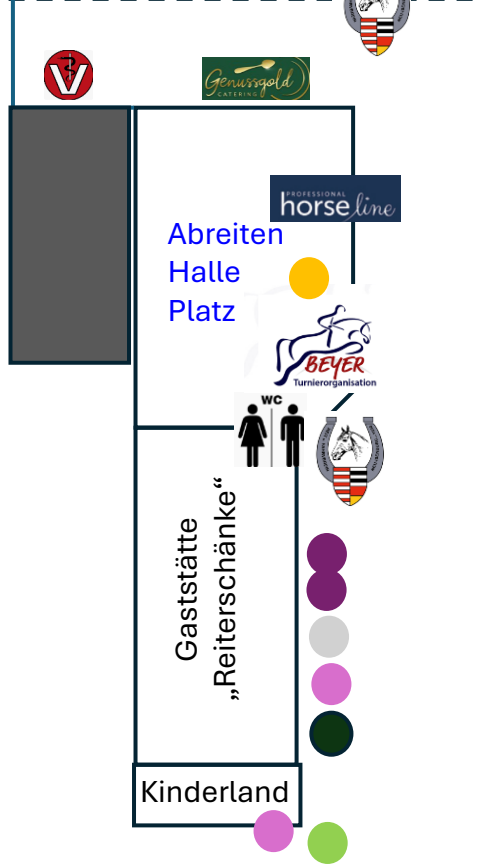 V
Genussgold
CATERING
PROFESSIONAL
horse line
Abreiten
Halle
Platz
BEYER
Turnierorganisation
WC
Gaststätte
„Reiterschänke“
Kinderland